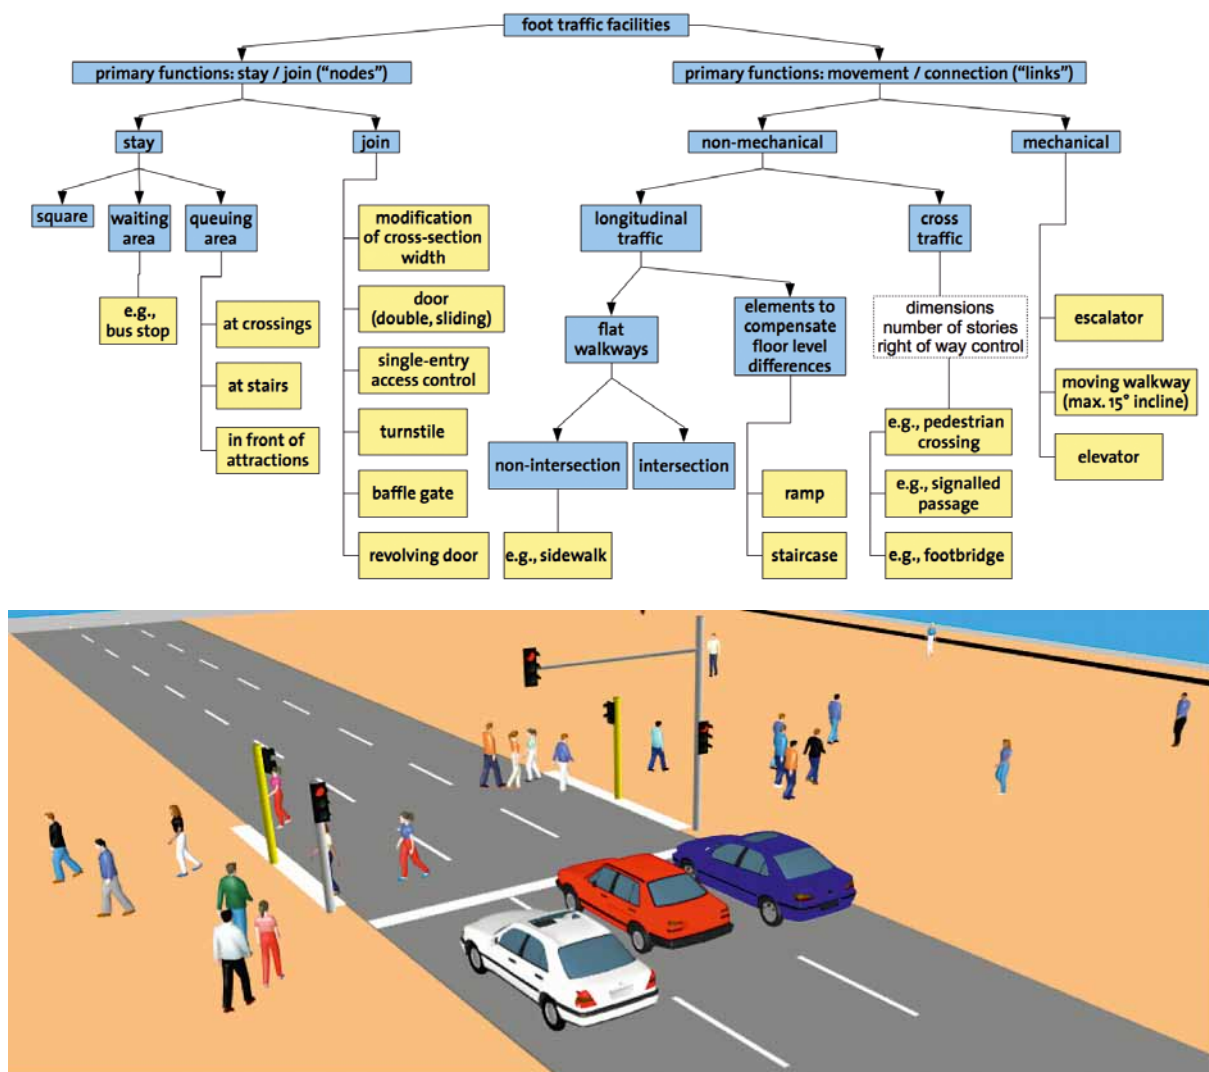 foot traffic facilities
primary functions: stay / join (“nodes”)
primary functions: movement / connection (“links”)
stay
join
non-mechanical
mechanical
square
waiting
area
queuing
area
modification
of cross-section
width
longitudinal
traffic
cross
traffic
e.g.,
bus stop
at crossings
at stairs
in front of
attractions
door
(double, sliding)
single-entry
access control
turnstile
baffle gate
revolving door
flat
walkways
elements to
compensate
floor level
differences
dimensions
number of stories
right of way control
escalator
moving walkway
(max. 15° incline)
elevator
non-intersection
intersection
e.g., sidewalk
ramp
staircase
e.g., pedestrian
crossing
e.g., signalled
passage
e.g., footbridge